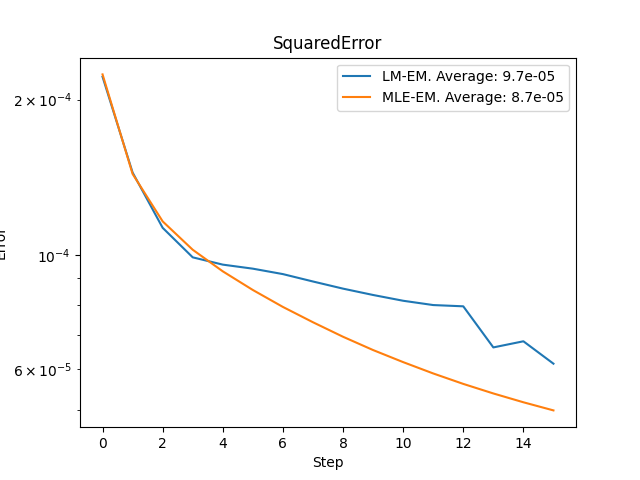 SquaredError
LM-EM. Average: 9.7e-05
MLE-EM. Average: 8.7e-05
2 × 10⁻⁴
10⁻⁴
6 × 10⁻⁵
Error
0 2 4 6 8 10 12 14
Step